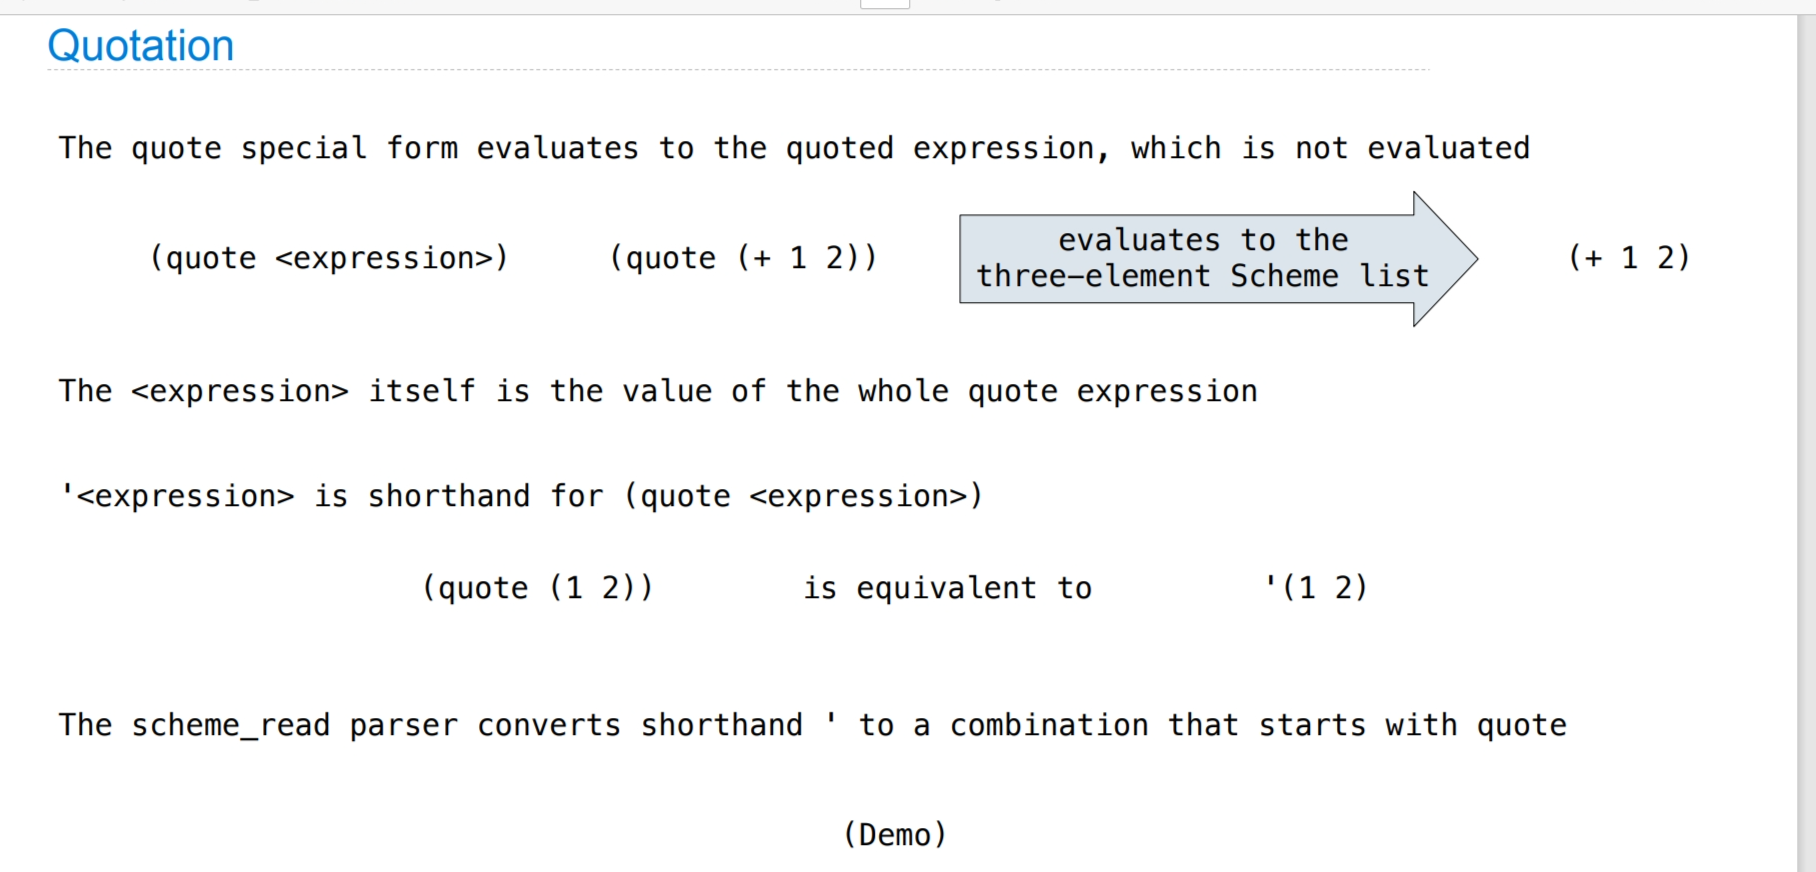 Quotation
The quote special form evaluates to the quoted expression, which is not evaluated
(quote <expression>) (quote (+ 1 2)) evaluates to the three-element Scheme list (+ 1 2)
The <expression> itself is the value of the whole quote expression
'<expression> is shorthand for (quote <expression>)
(quote (1 2)) is equivalent to '(1 2)
The scheme_read parser converts shorthand ' to a combination that starts with quote
(Demo)